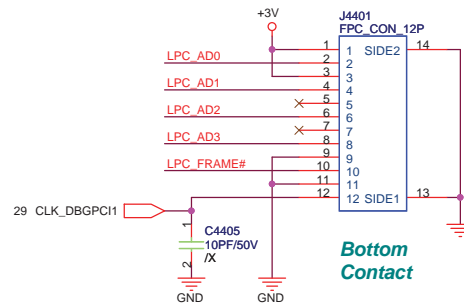 +3V
J4401
FPC_CON_12P
1 1 SIDE2 14
LPC_AD0 2 2
3 3
LPC_AD1 4 4
5 5
LPC_AD2 6 6
7 7
LPC_AD3 8 8
9 9
LPC_FRAME# 10 10
11 11
12 12 SIDE1 13
29 CLK_DBGPCI1
1
C4405
10PF/50V
/X
2
GND
GND
Bottom
Contact